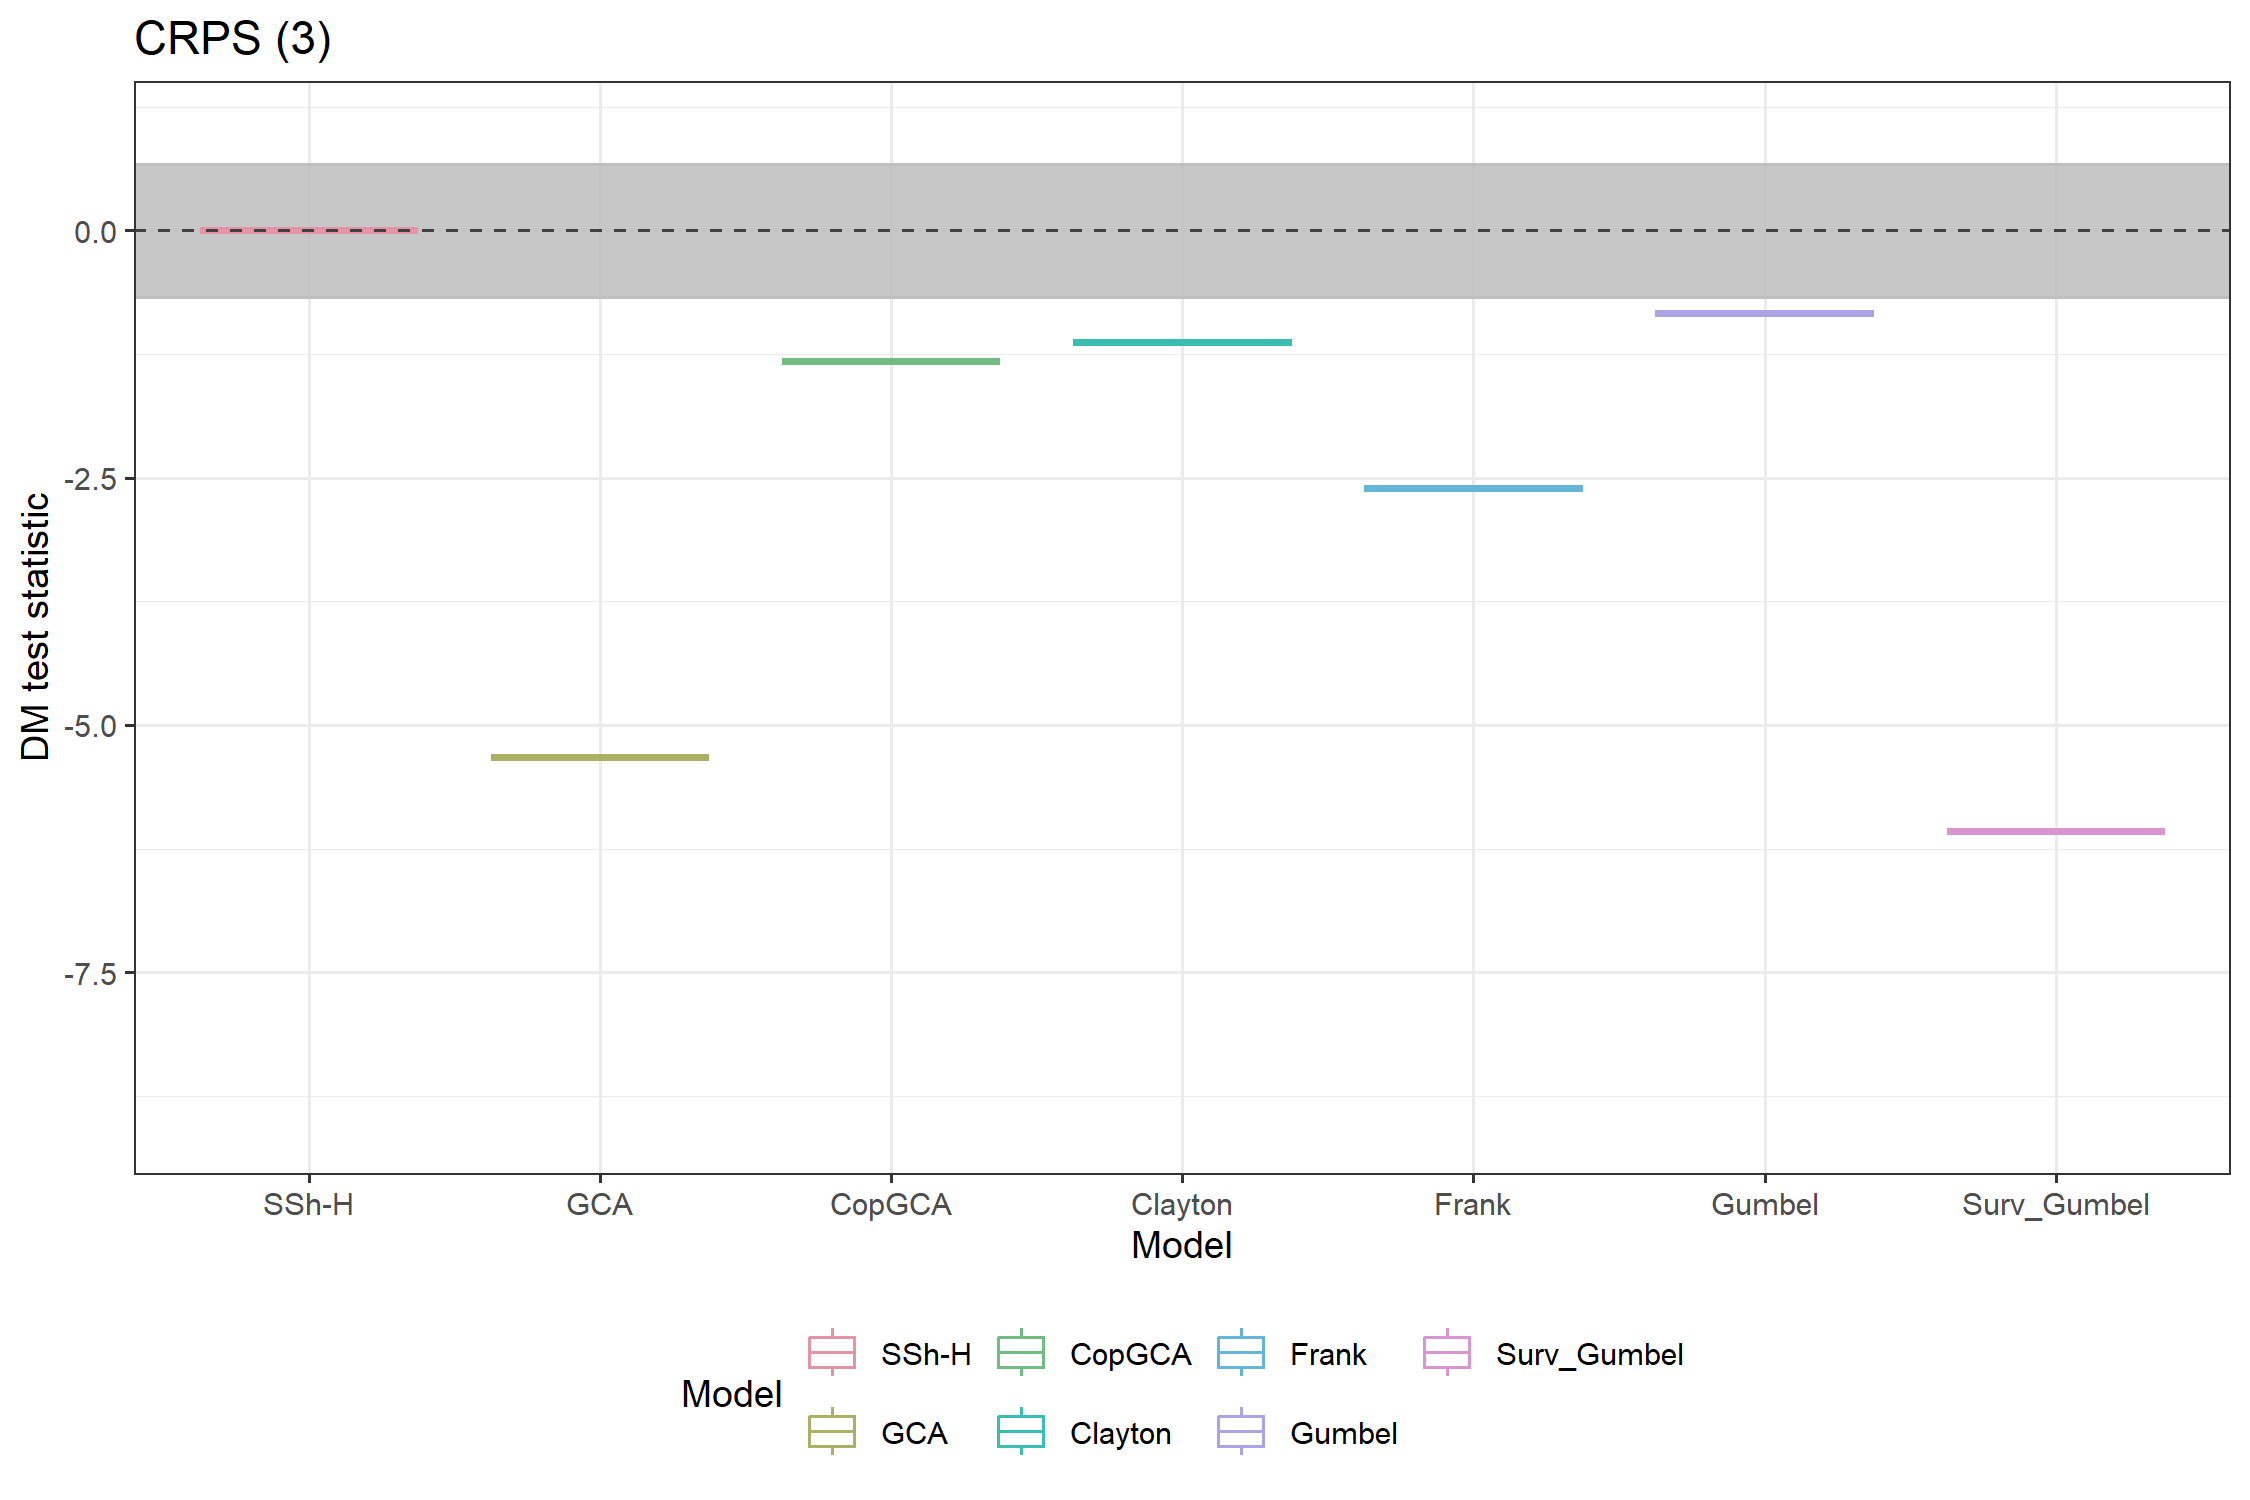 CRPS (3)
DM test statistic
0.0
-2.5
-5.0
-7.5
SSh-H GCA CopGCA Clayton Frank Gumbel Surv_Gumbel
Model
Model
SSh-H CopGCA Frank Surv_Gumbel
GCA Clayton Gumbel